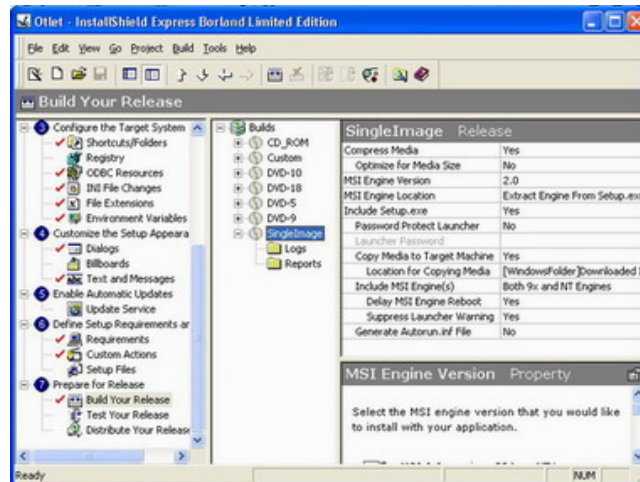 Otlet - InstallShield Express Borland Limited Edition
File Edit View Go Project Build Tools Help
Build Your Release
3 Configure the Target System
Shortcuts/Folders
Registry
ODBC Resources
INI File Changes
File Extensions
Environment Variables
4 Customize the Setup Appeara
Dialogs
Billboards
Text and Messages
5 Enable Automatic Updates
Update Service
6 Define Setup Requirements ar
Requirements
Custom Actions
Setup Files
7 Prepare for Release
Build Your Release
Test Your Release
Distribute Your Release
Builds
CD_ROM
Custom
DVD-10
DVD-18
DVD-5
DVD-9
SingleImage
Logs
Reports
SingleImage Release
Compress Media Yes
Optimize for Media Size No
MSI Engine Version 2.0
MSI Engine Location Extract Engine From Setup.exe
Include Setup.exe Yes
Password Protect Launcher No
Launcher Password
Copy Media to Target Machine Yes
Location for Copying Media [WindowsFolder]Downloaded I
Include MSI Engine(s) Both 9x and NT Engines
Delay MSI Engine Reboot Yes
Suppress Launcher Warning Yes
Generate Autorun.inf File No
MSI Engine Version Property
Select the MSI engine version that you would like
to install with your application.
Ready
NUM